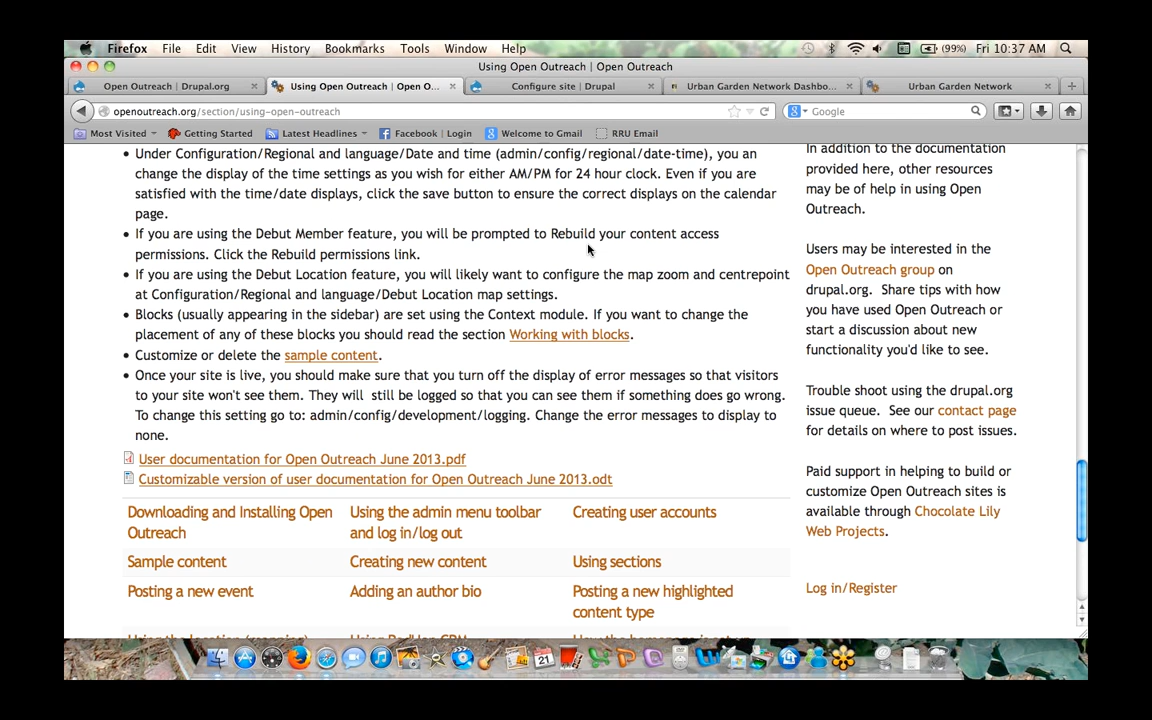 Firefox File Edit View History Bookmarks Tools Window Help (99%) Fri 10:37 AM
Using Open Outreach | Open Outreach
Open Outreach | Drupal.org × Using Open Outreach | Open O... × Configure site | Drupal × Urban Garden Network Dashbo... × Urban Garden Network × +
openoutreach.org/section/using-open-outreach Google
Most Visited Getting Started Latest Headlines Facebook | Login Welcome to Gmail RRU Email
• Under Configuration/Regional and language/Date and time (admin/config/regional/date-time), you an
change the display of the time settings as you wish for either AM/PM for 24 hour clock. Even if you are
satisfied with the time/date displays, click the save button to ensure the correct displays on the calendar
page.
• If you are using the Debut Member feature, you will be prompted to Rebuild your content access
permissions. Click the Rebuild permissions link.
• If you are using the Debut Location feature, you will likely want to configure the map zoom and centrepoint
at Configuration/Regional and language/Debut Location map settings.
• Blocks (usually appearing in the sidebar) are set using the Context module. If you want to change the
placement of any of these blocks you should read the section Working with blocks.
• Customize or delete the sample content.
• Once your site is live, you should make sure that you turn off the display of error messages so that visitors
to your site won't see them. They will still be logged so that you can see them if something does go wrong.
To change this setting go to: admin/config/development/logging. Change the error messages to display to
none.
User documentation for Open Outreach June 2013.pdf
Customizable version of user documentation for Open Outreach June 2013.odt
Downloading and Installing Open
Outreach
Using the admin menu toolbar
and log in/log out
Creating user accounts
Sample content
Creating new content
Using sections
Posting a new event
Adding an author bio
Posting a new highlighted
content type
In addition to the documentation
provided here, other resources
may be of help in using Open
Outreach.
Users may be interested in the
Open Outreach group on
drupal.org. Share tips with how
you have used Open Outreach or
start a discussion about new
functionality you'd like to see.
Trouble shoot using the drupal.org
issue queue. See our contact page
for details on where to post issues.
Paid support in helping to build or
customize Open Outreach sites is
available through Chocolate Lily
Web Projects.
Log in/Register
21